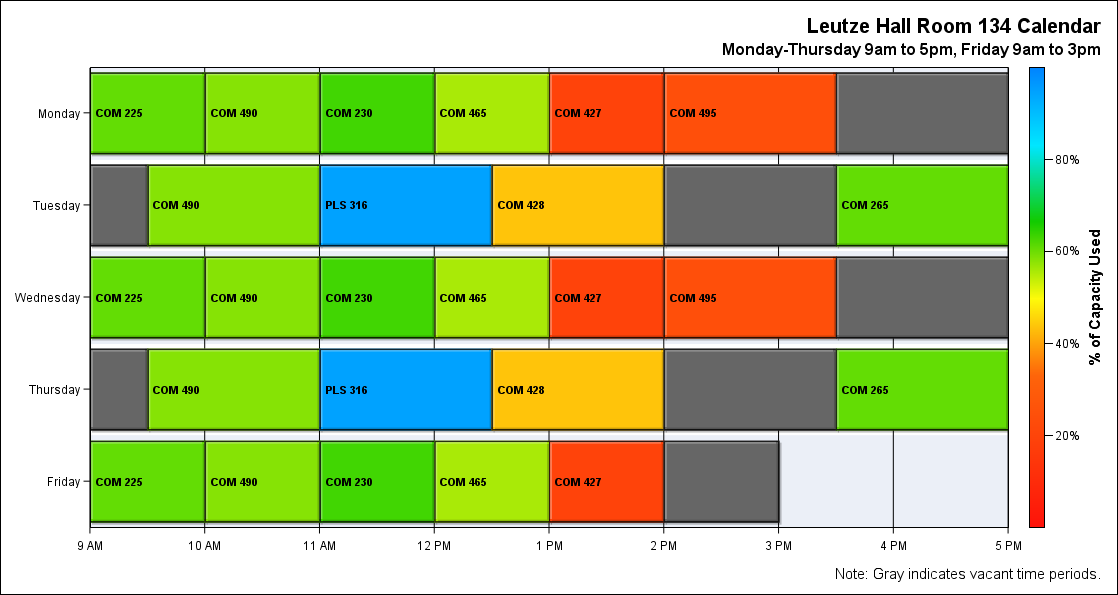 Leutze Hall Room 134 Calendar
Monday-Thursday 9am to 5pm, Friday 9am to 3pm
Monday
COM 225 COM 490 COM 230 COM 465 COM 427 COM 495
Tuesday
COM 490 PLS 316 COM 428 COM 265
Wednesday
COM 225 COM 490 COM 230 COM 465 COM 427 COM 495
Thursday
COM 490 PLS 316 COM 428 COM 265
Friday
COM 225 COM 490 COM 230 COM 465 COM 427
9 AM 10 AM 11 AM 12 PM 1 PM 2 PM 3 PM 4 PM 5 PM
80%
60%
40%
20%
% of Capacity Used
Note: Gray indicates vacant time periods.